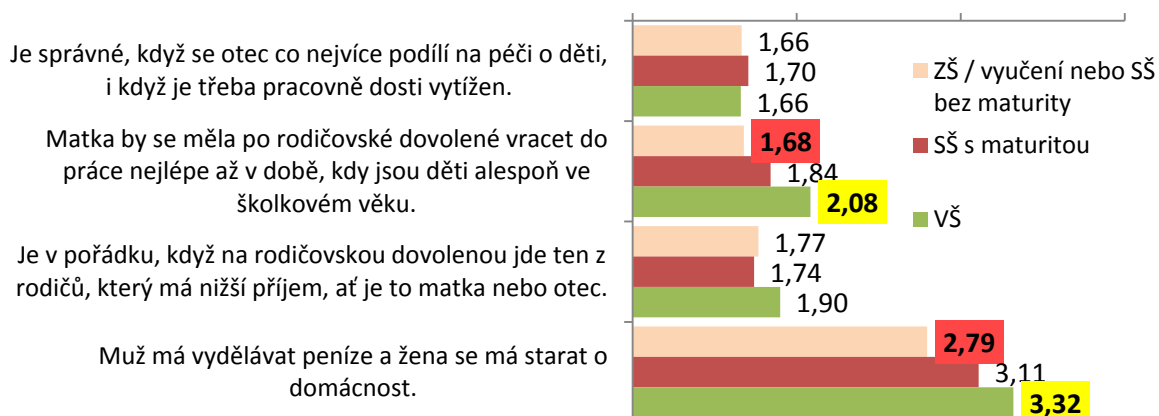 Je správné, když se otec co nejvíce podílí na péči o děti,
i když je třeba pracovně dosti vytížen.
1,66
1,70
1,66
Matka by se měla po rodičovské dovolené vracet do
práce nejlépe až v době, kdy jsou děti alespoň ve
školkovém věku.
1,68
1,84
2,08
Je v pořádku, když na rodičovskou dovolenou jde ten z
rodičů, který má nižší příjem, ať je to matka nebo otec.
1,77
1,74
1,90
Muž má vydělávat peníze a žena se má starat o
domácnost.
2,79
3,11
3,32
ZŠ / vyučení nebo SŠ
bez maturity
SŠ s maturitou
VŠ